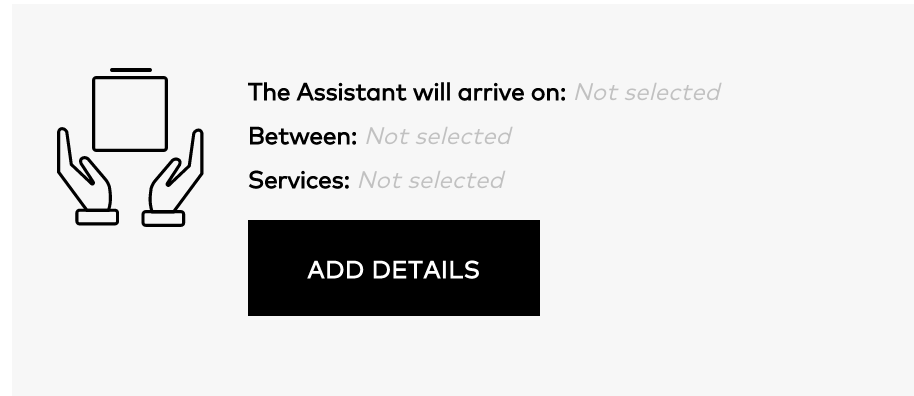 The Assistant will arrive on: Not selected
Between: Not selected
Services: Not selected
ADD DETAILS